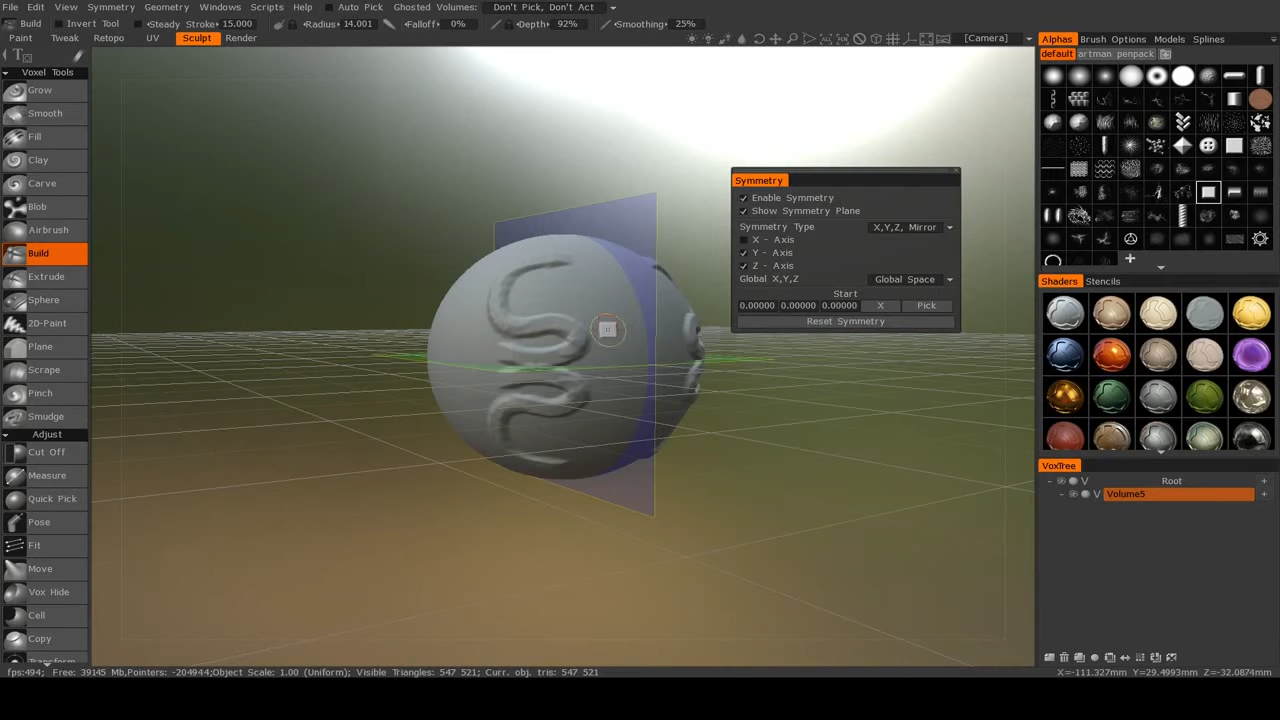 File Edit View Symmetry Geometry Windows Scripts Help Auto Pick Ghosted Volumes: Don't Pick, Don't Act
Build Invert Tool Steady Stroke 15.000 Radius 14.001 Falloff 0% Depth 92% Smoothing 25%
Paint Tweak Retopo UV Sculpt Render [Camera]
Voxel Tools
Grow
Smooth
Fill
Clay
Carve
Blob
Airbrush
Build
Extrude
Sphere
2D-Paint
Plane
Scrape
Pinch
Smudge
Adjust
Cut Off
Measure
Quick Pick
Pose
Fit
Move
Vox Hide
Cell
Copy
Transform
Symmetry
Enable Symmetry
Show Symmetry Plane
Symmetry Type X,Y,Z, Mirror
X - Axis
Y - Axis
Z - Axis
Global X,Y,Z Global Space
Start
0.00000 0.00000 0.00000 X Pick
Reset Symmetry
Alphas Brush Options Models Splines
default artman penpack
Shaders Stencils
VoxTree
V Root
V Volume5
fps:494; Free: 39145 Mb,Pointers: -204944;Object Scale: 1.00 (Uniform); Visible Triangles: 547 521; Curr. obj. tris: 547 521
X=-111.327mm Y=29.4993mm Z=-32.0874mm